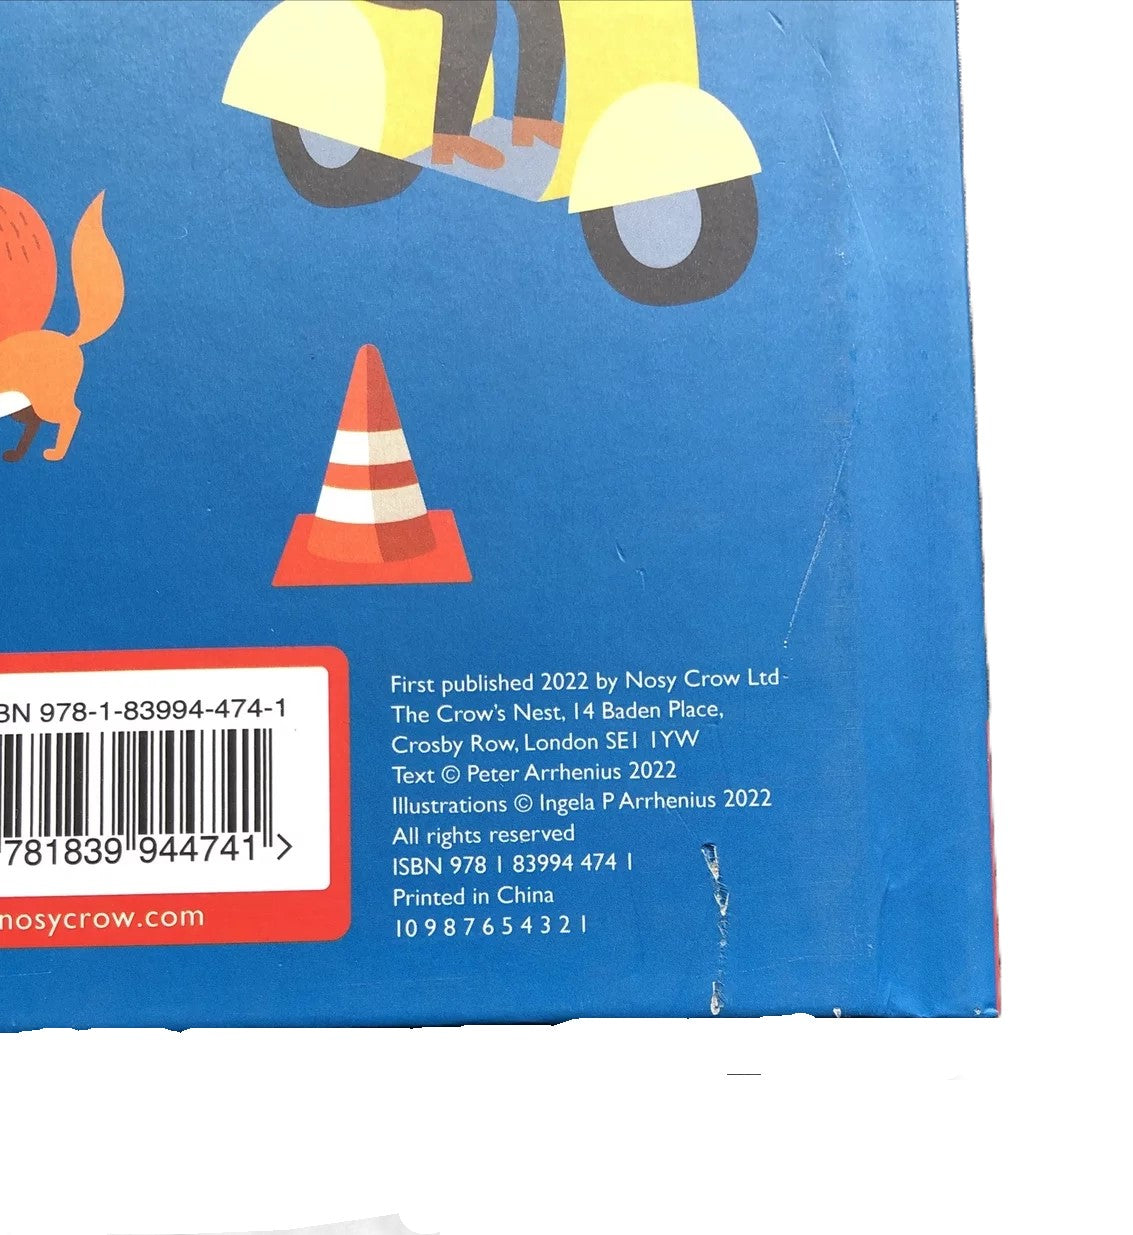 BN 978-1-83994-474-1
781839 944741 >
nosycrow.com
First published 2022 by Nosy Crow Ltd
The Crow's Nest, 14 Baden Place,
Crosby Row, London SE1 1YW
Text © Peter Arrhenius 2022
Illustrations © Ingela P Arrhenius 2022
All rights reserved
ISBN 978 1 83994 474 1
Printed in China
10 9 8 7 6 5 4 3 2 1